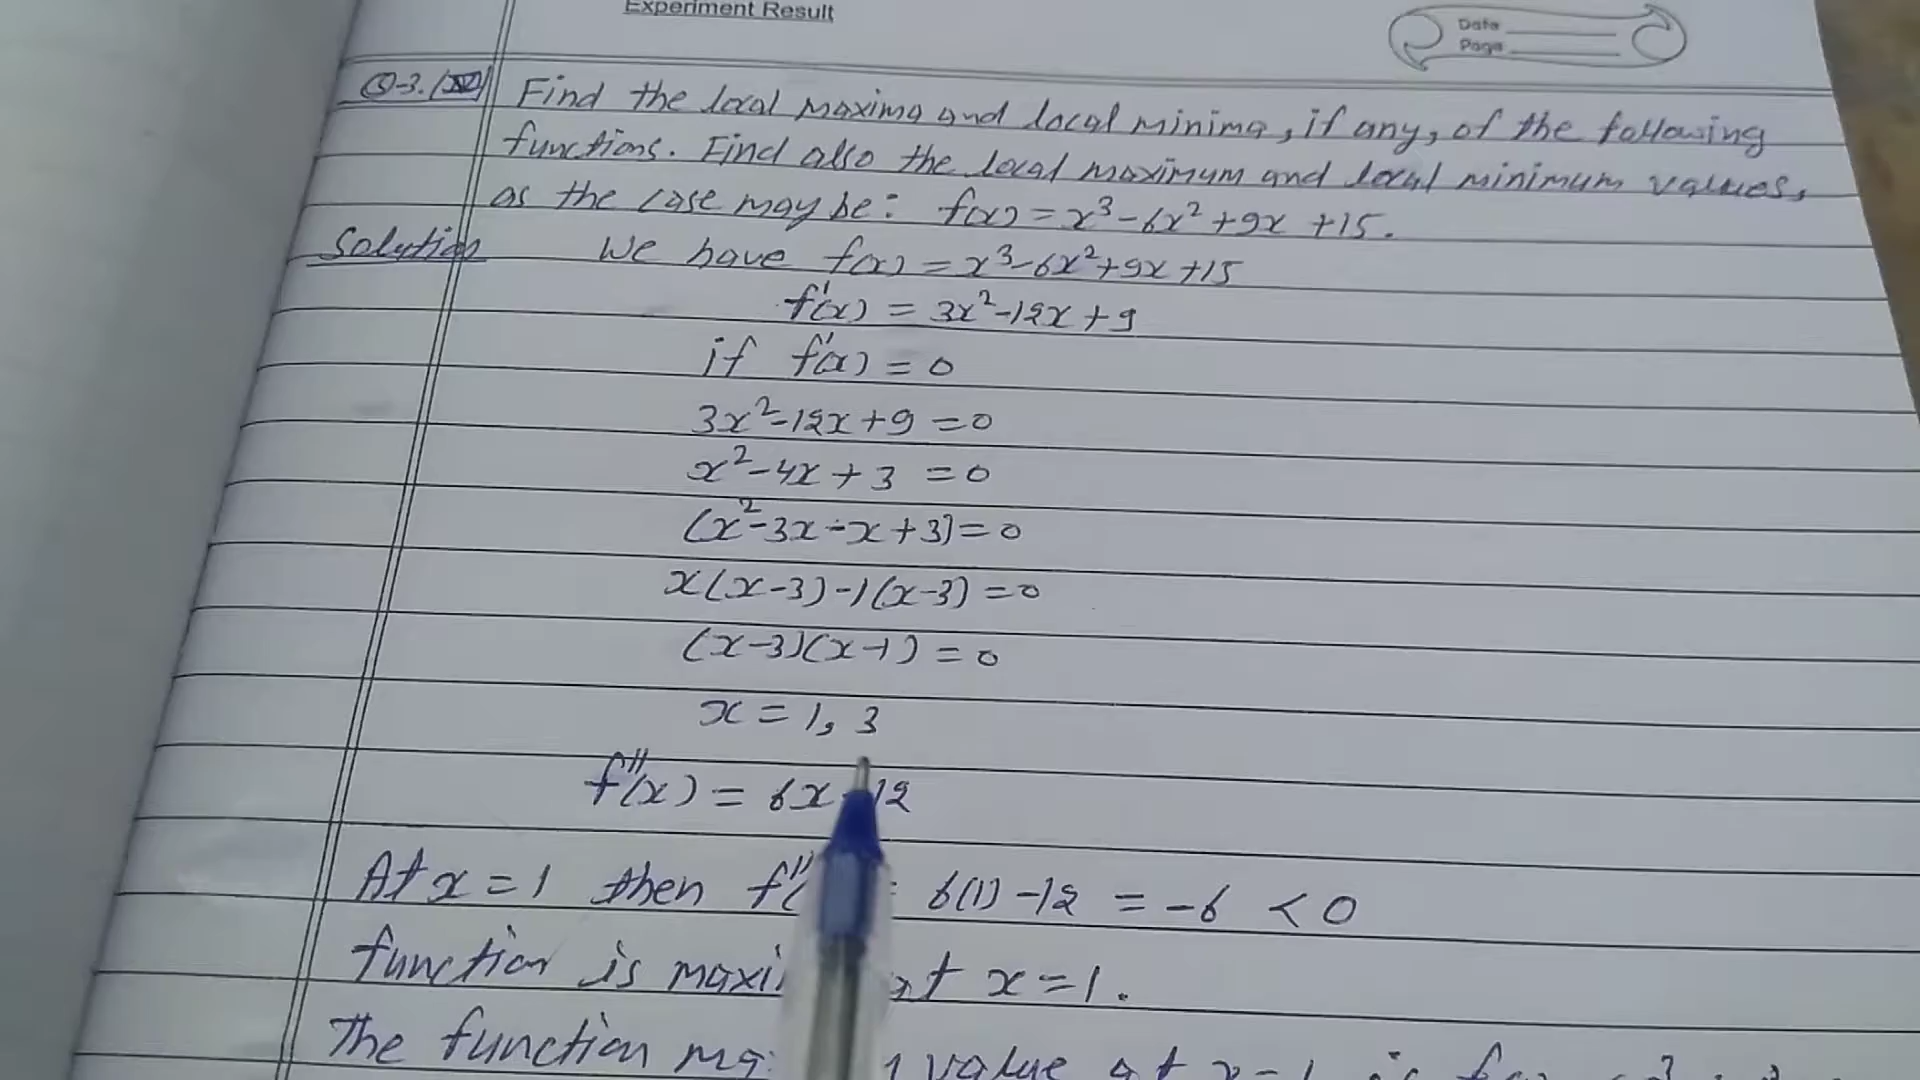 Experiment Result
Date
Page
Q-3. Find the local maxima and local minima, if any, of the following
functions. Find also the local maximum and local minimum values,
as the case may be: f(x) = x³-6x²+9x+15.
Solution We have f(x) = x³-6x²+9x+15
f'(x) = 3x²-12x+9
if f'(x) = 0
3x²-12x+9 = 0
x²-4x+3 = 0
(x²-3x-x+3) = 0
x(x-3)-1(x-3) = 0
(x-3)(x-1) = 0
x = 1, 3
f''(x) = 6x-12
At x = 1 then f'' = 6(1)-12 = -6 < 0
function is at x = 1.
The function value at x=1 is